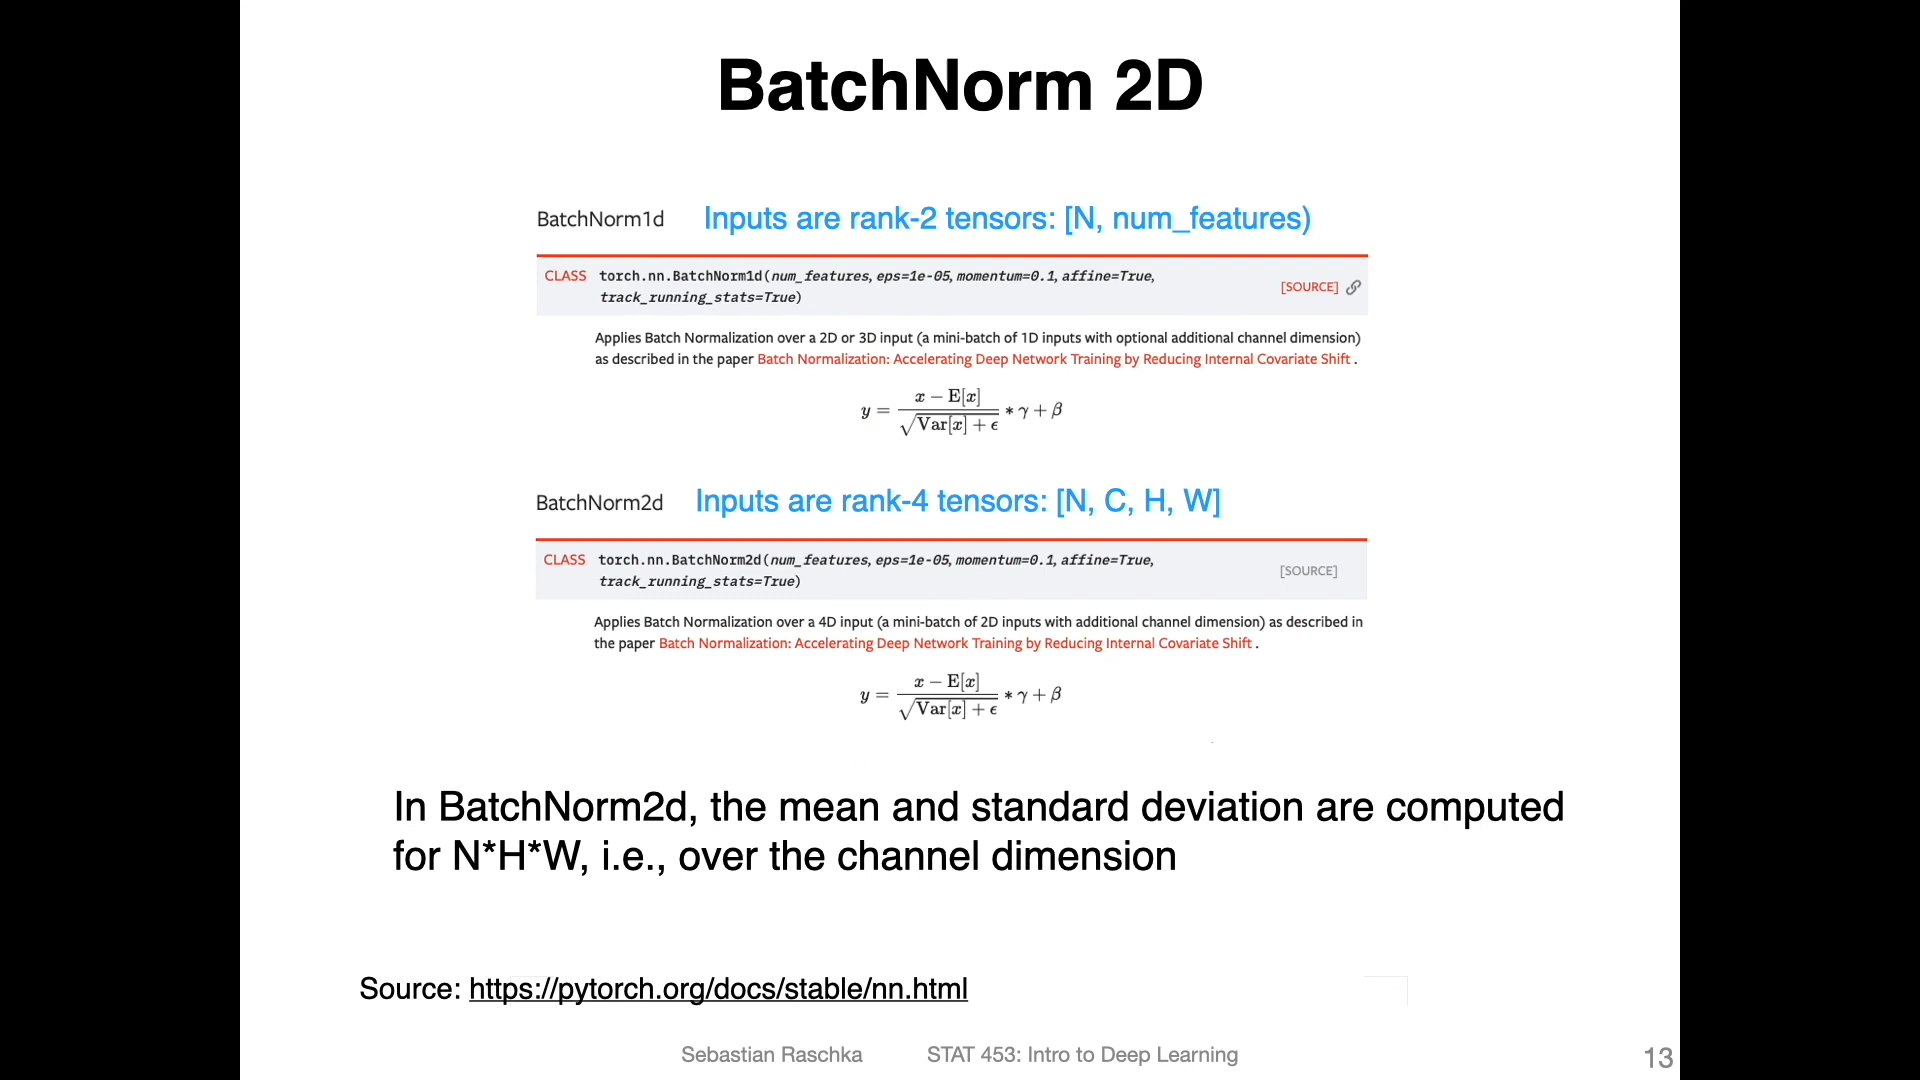 BatchNorm 2D
BatchNorm1d Inputs are rank-2 tensors: [N, num_features)
CLASS torch.nn.BatchNorm1d(num_features, eps=1e-05, momentum=0.1, affine=True,
track_running_stats=True)
[SOURCE]
Applies Batch Normalization over a 2D or 3D input (a mini-batch of 1D inputs with optional additional channel dimension)
as described in the paper Batch Normalization: Accelerating Deep Network Training by Reducing Internal Covariate Shift .
y = (x − E[x]) / √(Var[x] + ϵ) * γ + β
BatchNorm2d Inputs are rank-4 tensors: [N, C, H, W]
CLASS torch.nn.BatchNorm2d(num_features, eps=1e-05, momentum=0.1, affine=True,
track_running_stats=True)
[SOURCE]
Applies Batch Normalization over a 4D input (a mini-batch of 2D inputs with additional channel dimension) as described in
the paper Batch Normalization: Accelerating Deep Network Training by Reducing Internal Covariate Shift .
y = (x − E[x]) / √(Var[x] + ϵ) * γ + β
In BatchNorm2d, the mean and standard deviation are computed
for N*H*W, i.e., over the channel dimension
Source: https://pytorch.org/docs/stable/nn.html
Sebastian Raschka STAT 453: Intro to Deep Learning 13